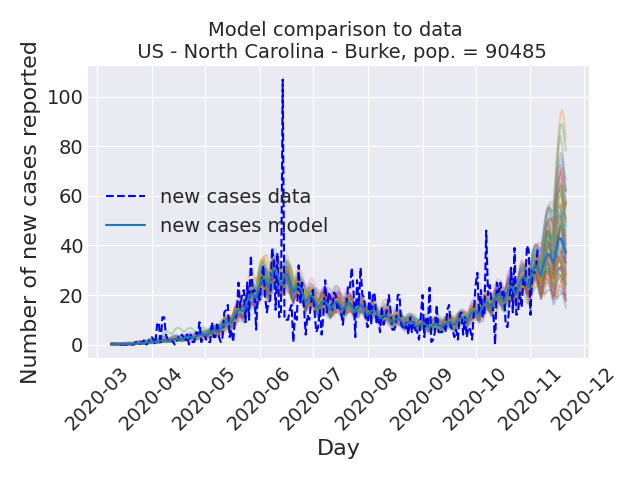 Model comparison to data
US - North Carolina - Burke, pop. = 90485
Number of new cases reported
100
80
60
40
20
0
new cases data
new cases model
2020-03
2020-04
2020-05
2020-06
2020-07
2020-08
2020-09
2020-10
2020-11
2020-12
Day